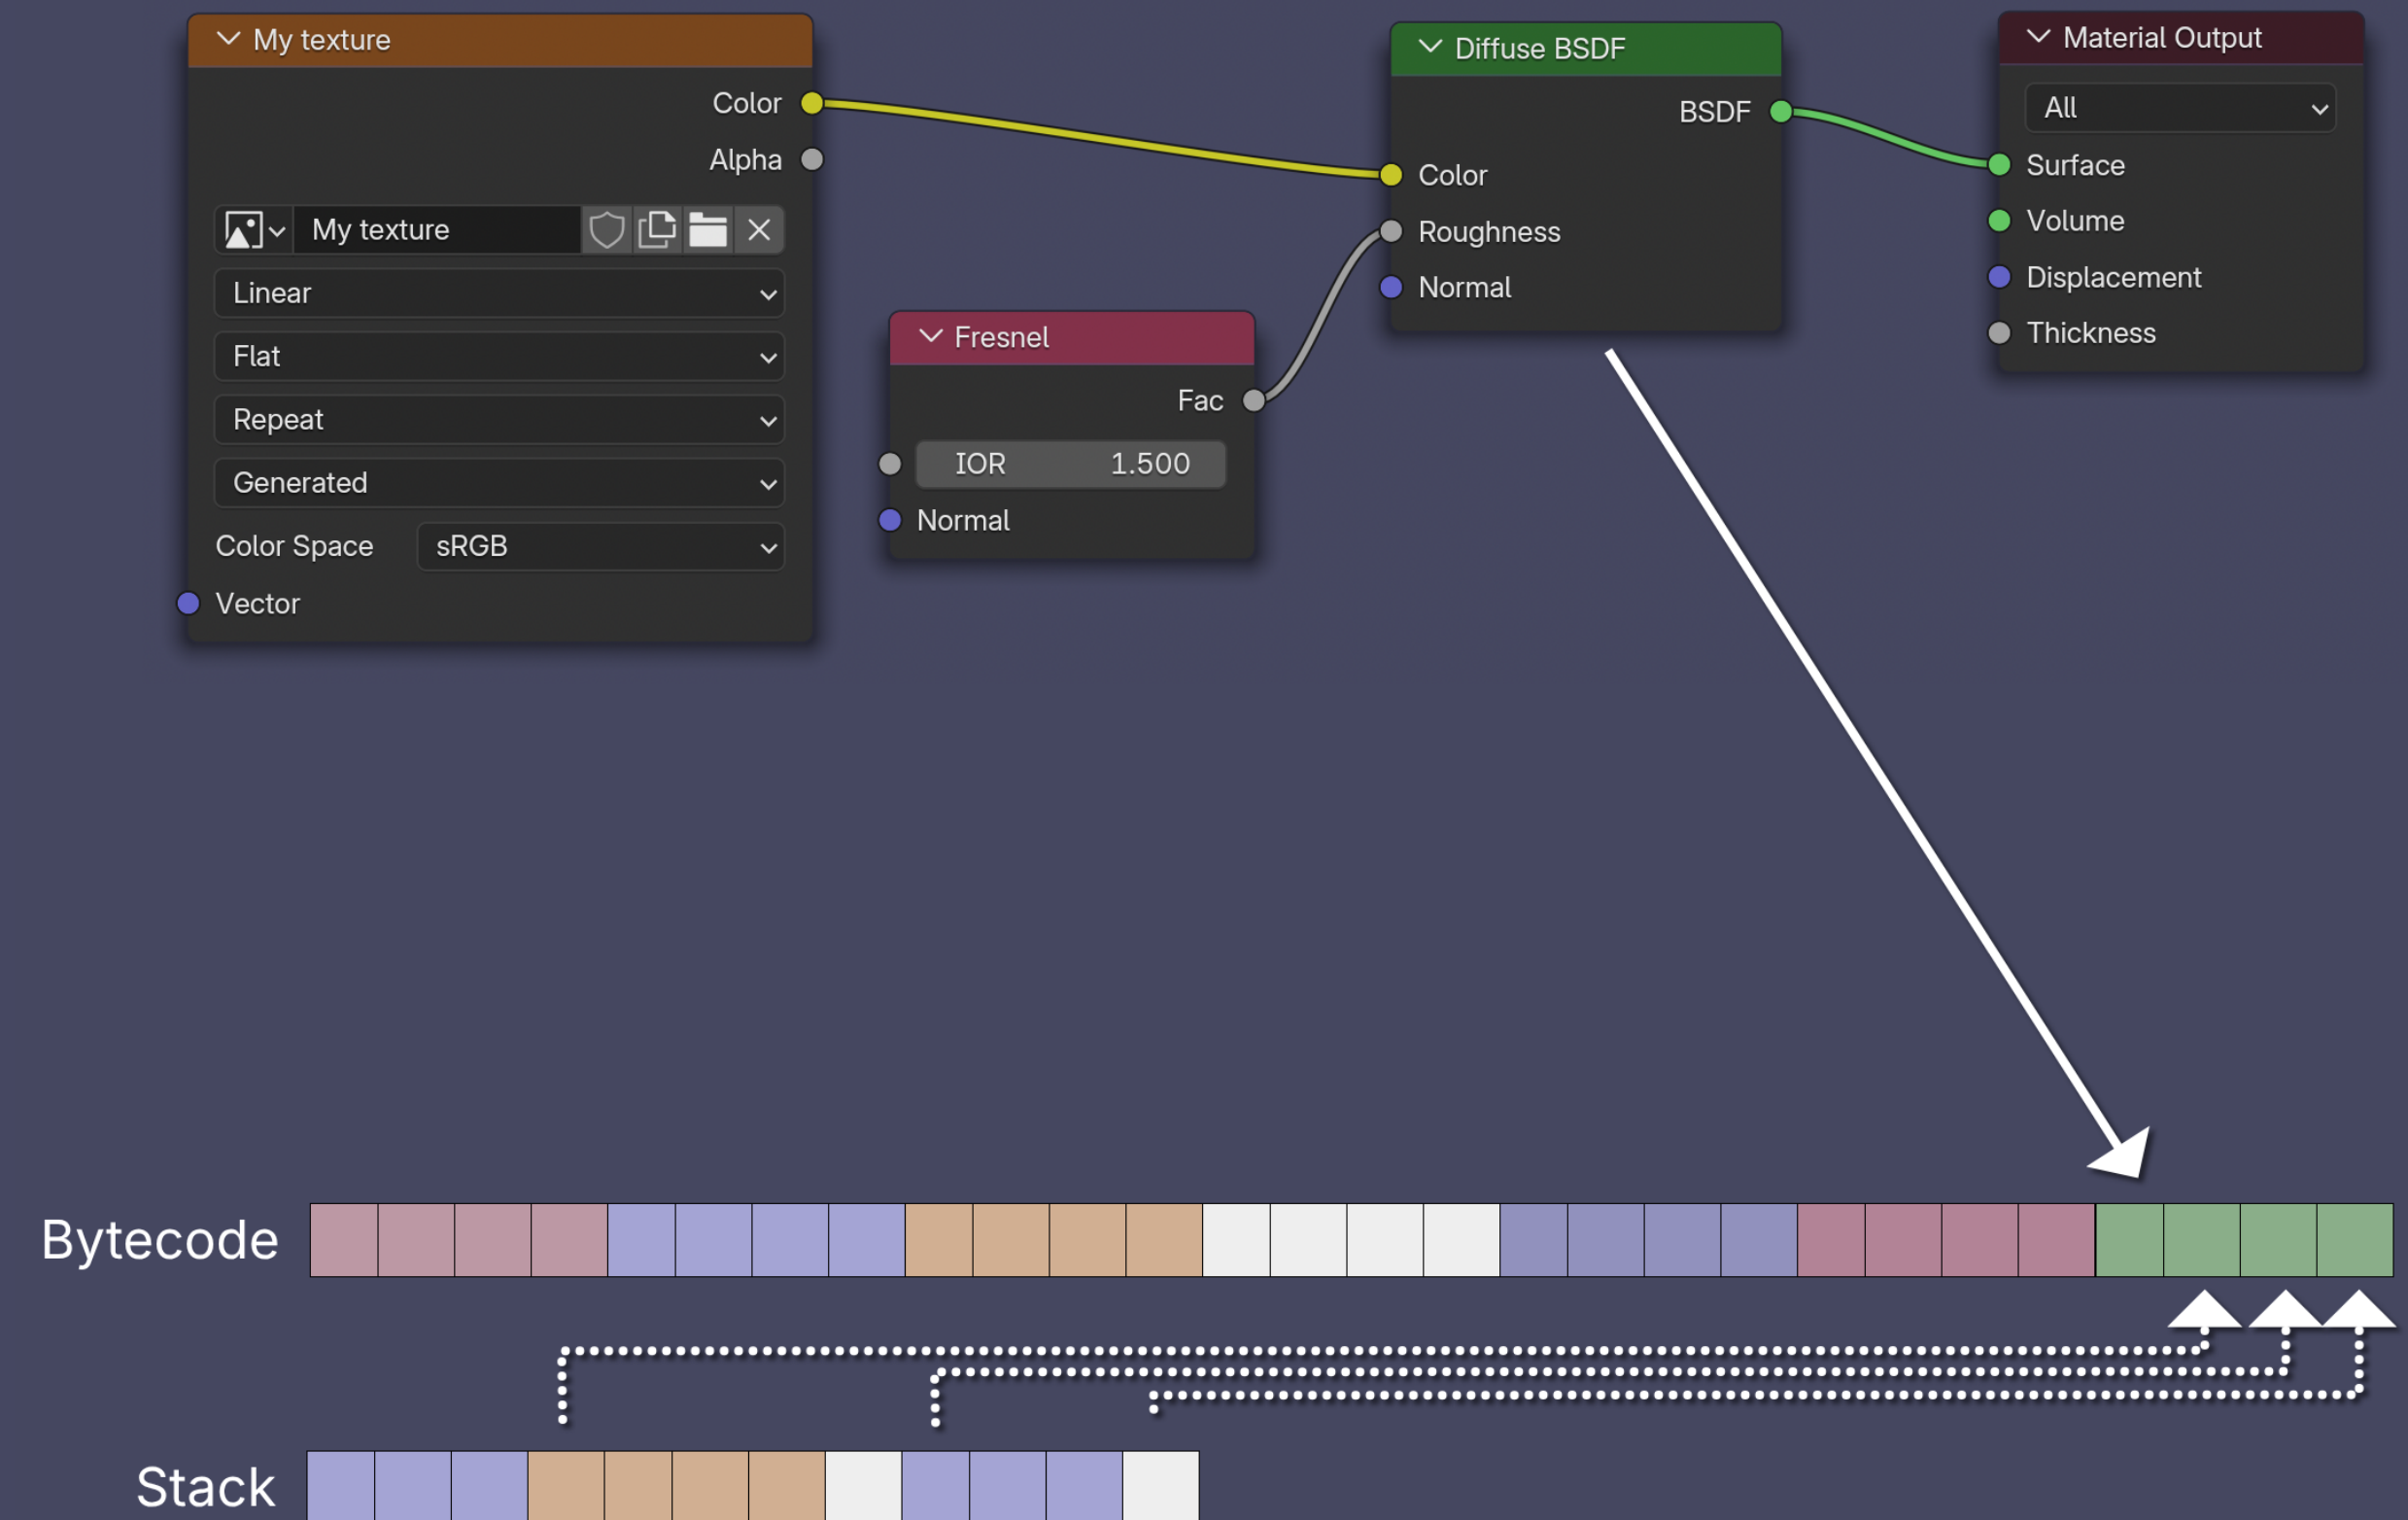 My texture
Color
Alpha
My texture
Linear
Flat
Repeat
Generated
Color Space sRGB
Vector
Fresnel
Fac
IOR 1.500
Normal
Diffuse BSDF
BSDF
Color
Roughness
Normal
Material Output
All
Surface
Volume
Displacement
Thickness
Bytecode
Stack